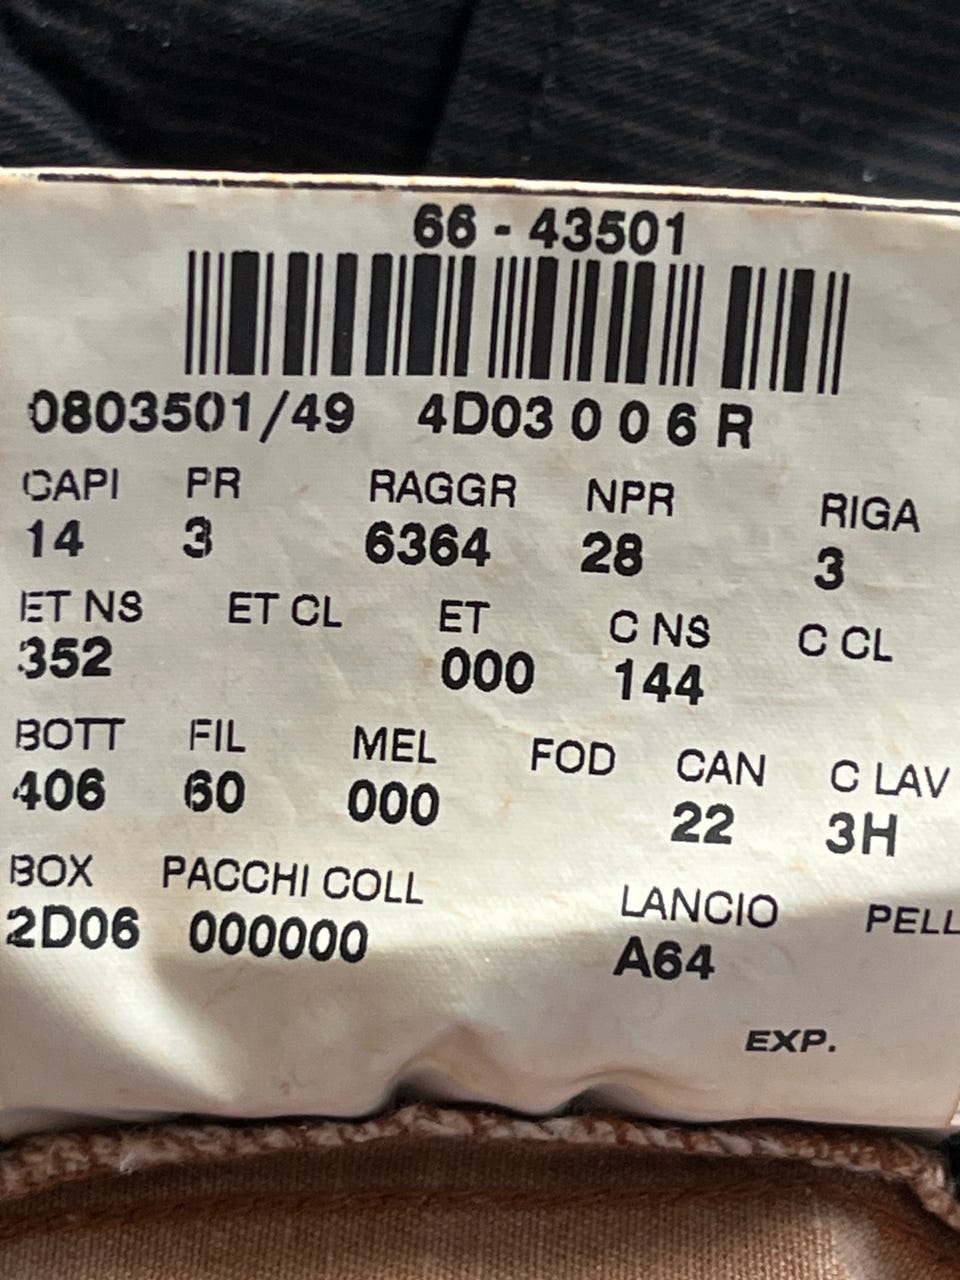 66 - 43501
0803501/49 4D03 0 0 6 R
CAPI PR RAGGR NPR RIGA
14 3 6364 28 3
ET NS ET CL ET C NS C CL
352 000 144
BOTT FIL MEL FOD CAN C LAV
406 60 000 22 3H
BOX PACCHI COLL LANCIO PELL
2D06 000000 A64
EXP.